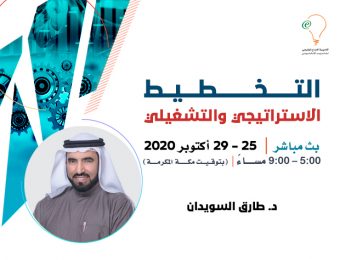 التخطيط
الاستراتيجي والتشغيلي
بث مباشر | 25 - 29 أكتوبر 2020
5:00 - 9:00 مساءً | (بتوقيت مكة المكرمة)
د. طارق السويدان